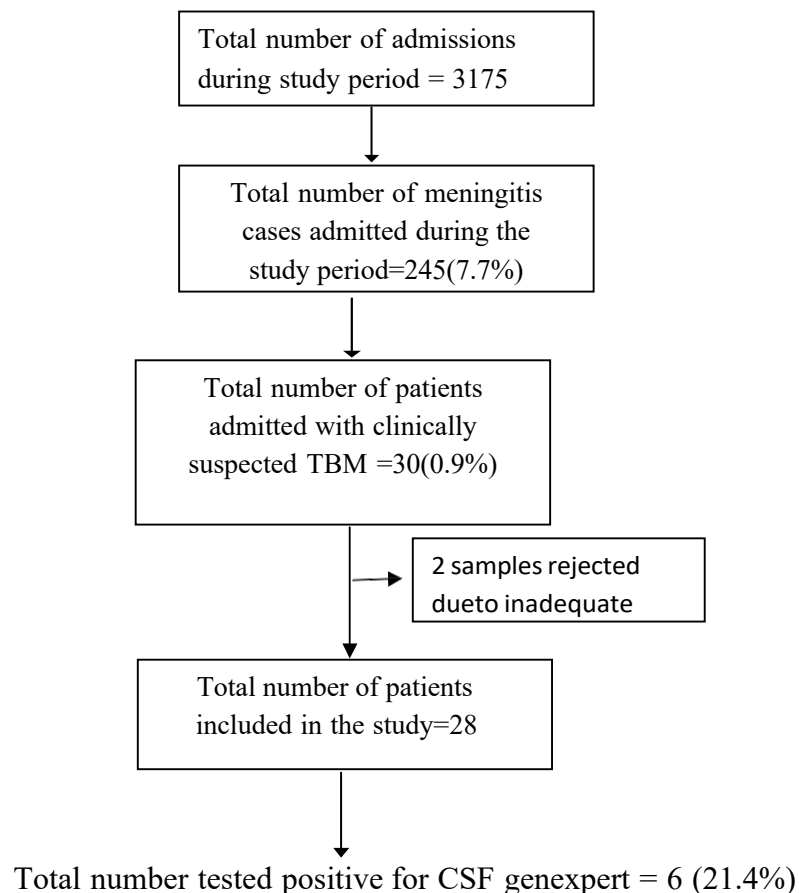 Total number of admissions
during study period = 3175
Total number of meningitis
cases admitted during the
study period=245(7.7%)
Total number of patients
admitted with clinically
suspected TBM =30(0.9%)
2 samples rejected
dueto inadequate
Total number of patients
included in the study=28
Total number tested positive for CSF genexpert = 6 (21.4%)